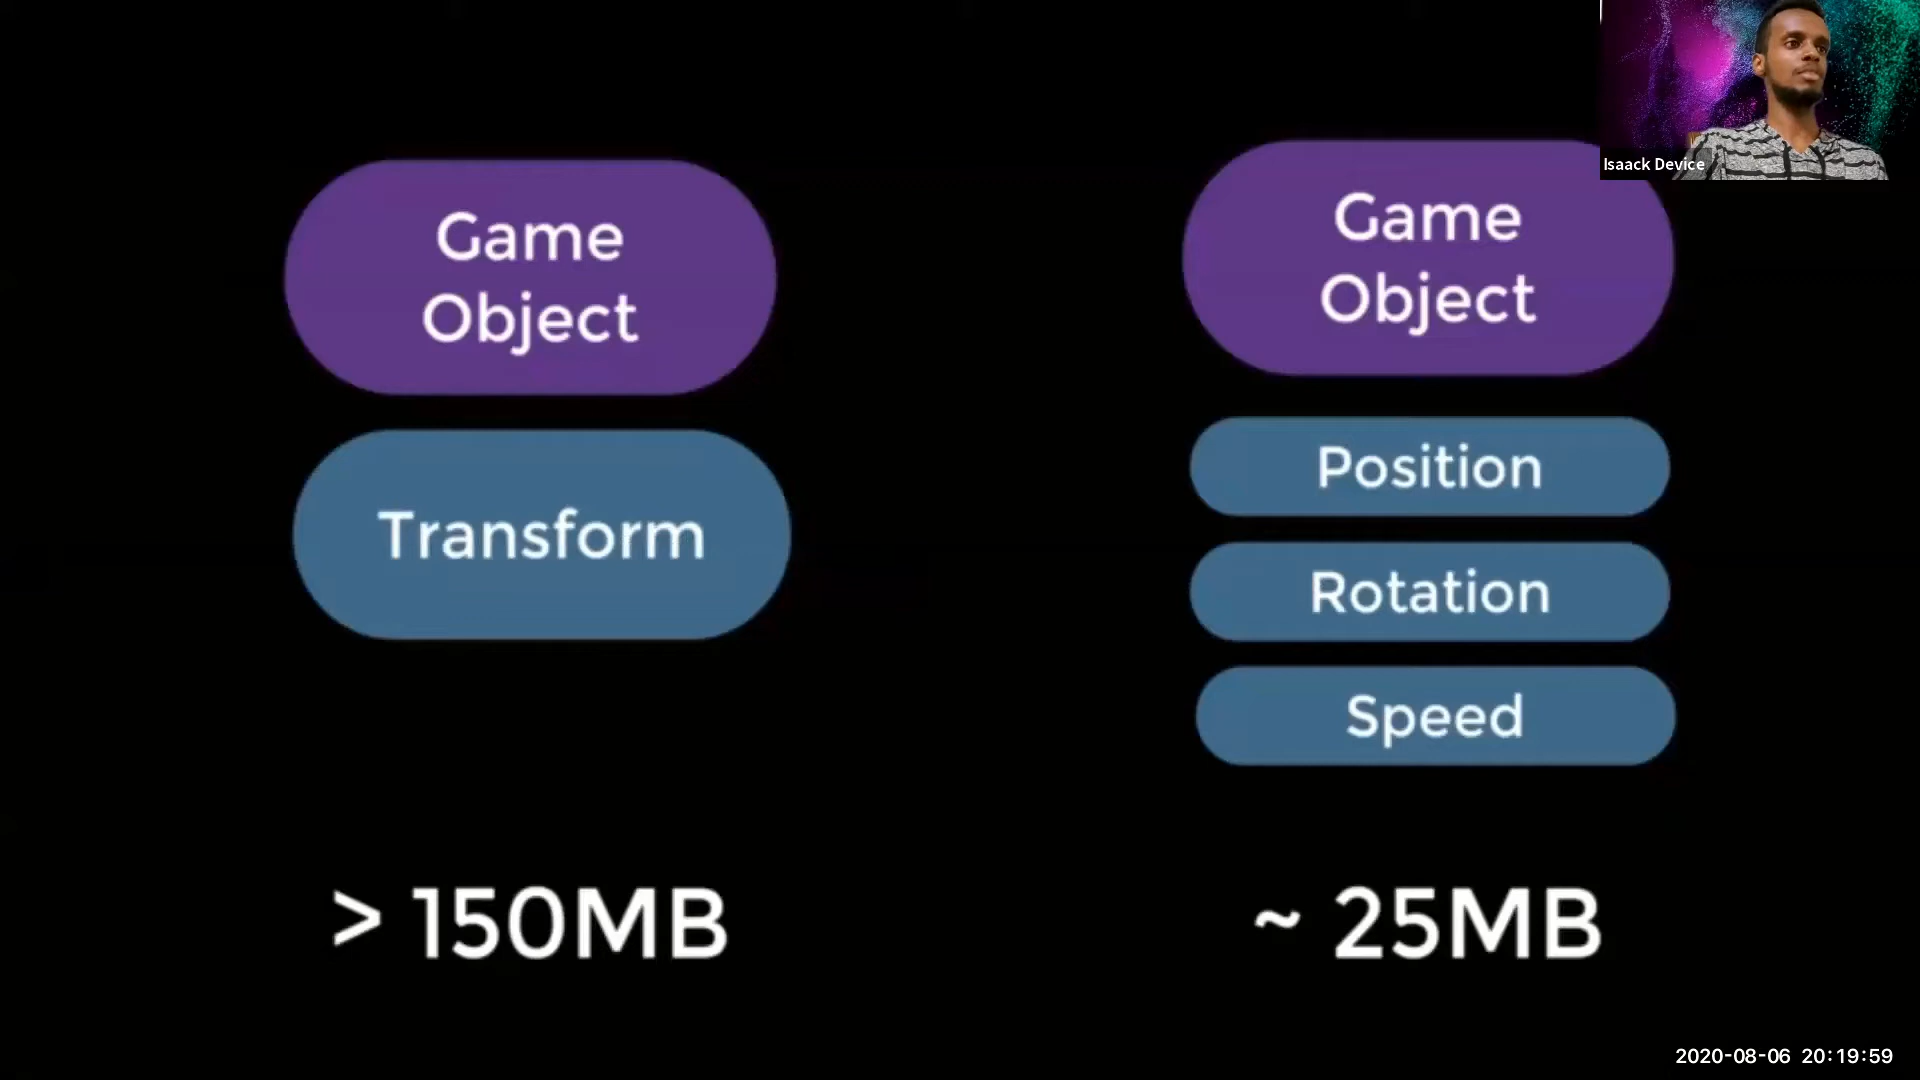 Game
Object
Transform
> 150MB
Game
Object
Position
Rotation
Speed
~ 25MB
Isaack Device
2020-08-06 20:19:59